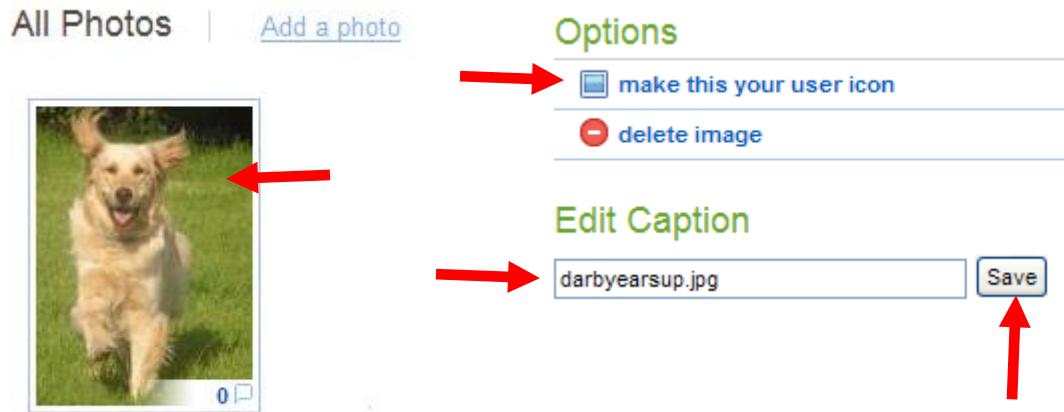 All Photos
Add a photo
0
Options
make this your user icon
delete image
Edit Caption
darbyearsup.jpg
Save